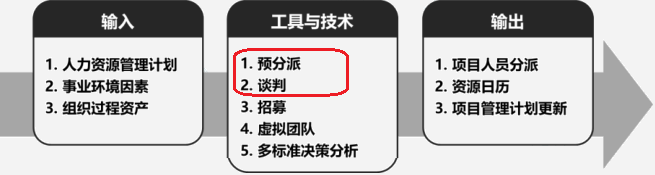 输入
1. 人力资源管理计划
2. 事业环境因素
3. 组织过程资产
工具与技术
1. 预分派
2. 谈判
3. 招募
4. 虚拟团队
5. 多标准决策分析
输出
1. 项目人员分派
2. 资源日历
3. 项目管理计划更新